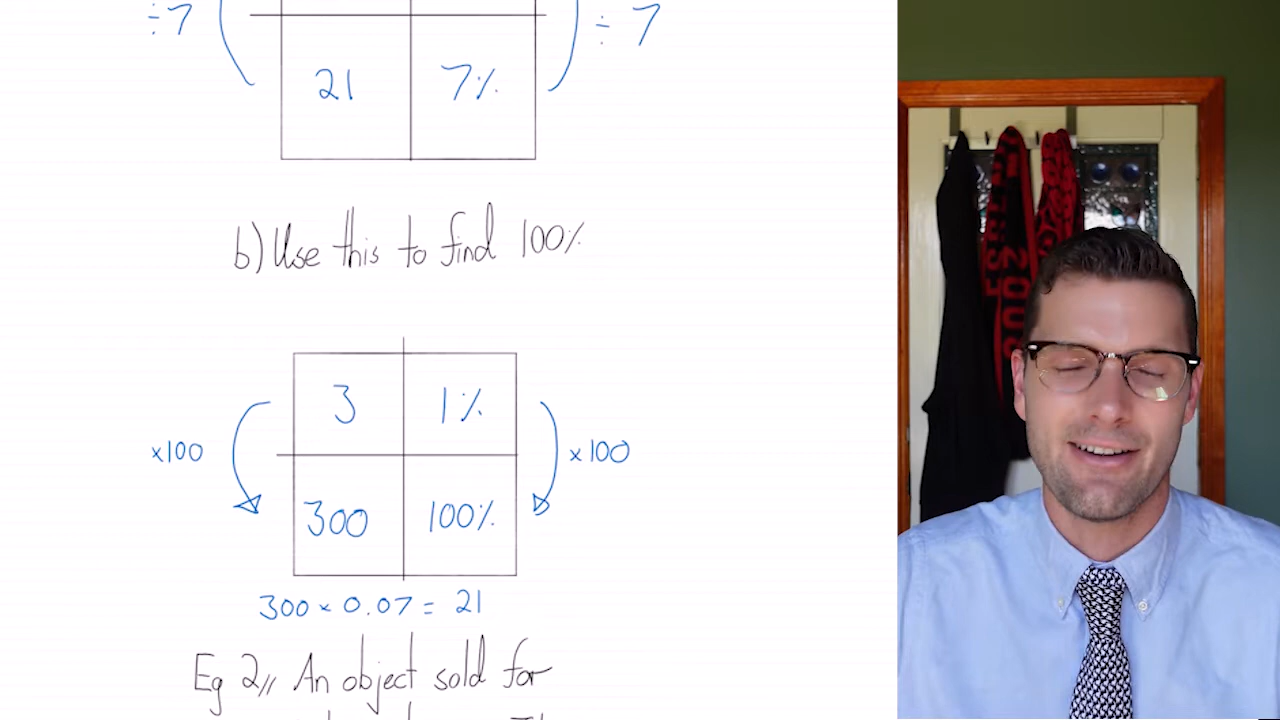 ÷7 ÷ 7
21 7%
b) Use this to find 100%
3 1%
×100 ×100
300 100%
300 × 0.07 = 21
Eg 2// An object sold for